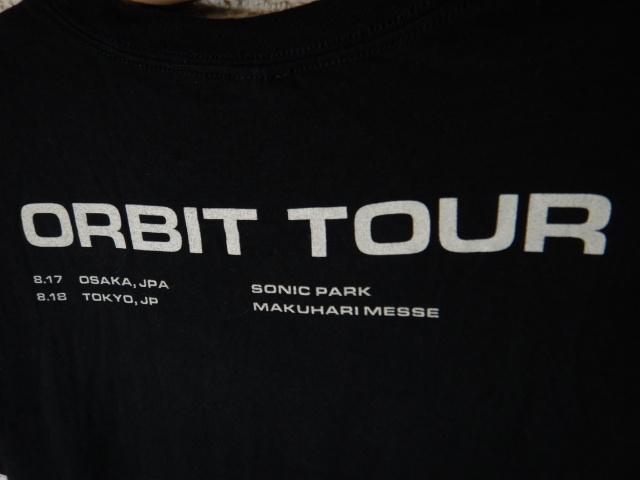 ORBIT TOUR
8.17 OSAKA, JPA SONIC PARK
8.18 TOKYO, JP MAKUHARI MESSE